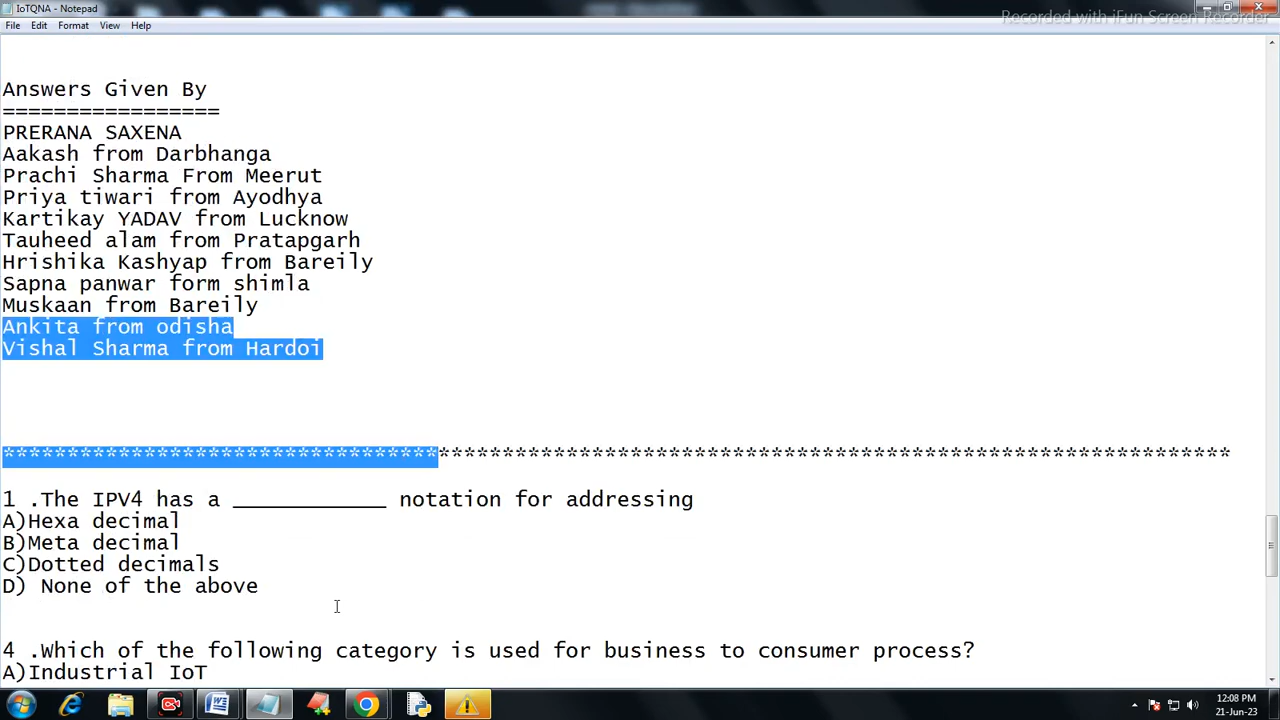 IoTQNA - Notepad
Recorded with iFun Screen Recorder
File Edit Format View Help
Answers Given By
=================
PRERANA SAXENA
Aakash from Darbhanga
Prachi Sharma From Meerut
Priya tiwari from Ayodhya
Kartikay YADAV from Lucknow
Tauheed alam from Pratapgarh
Hrishika Kashyap from Bareily
Sapna panwar form shimla
Muskaan from Bareily
Ankita from odisha
Vishal Sharma from Hardoi
************************************************************************************************
1 .The IPV4 has a ____________ notation for addressing
A)Hexa decimal
B)Meta decimal
C)Dotted decimals
D) None of the above
4 .Which of the following category is used for business to consumer process?
A)Industrial IoT
12:08 PM
21-Jun-23